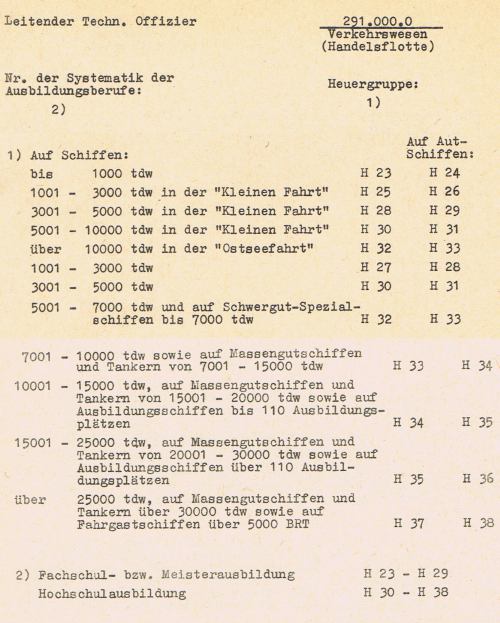 Leitender Techn. Offizier 291.000.0
Verkehrswesen
(Handelsflotte)
Nr. der Systematik der
Ausbildungsberufe:
2)
Heuergruppe:
1)
Auf Aut-
1) Auf Schiffen: Schiffen:
bis 1000 tdw H 23 H 24
1001 - 3000 tdw in der "Kleinen Fahrt" H 25 H 26
3001 - 5000 tdw in der "Kleinen Fahrt" H 28 H 29
5001 - 10000 tdw in der "Kleinen Fahrt" H 30 H 31
über 10000 tdw in der "Ostseefahrt" H 32 H 33
1001 - 3000 tdw H 27 H 28
3001 - 5000 tdw H 30 H 31
5001 - 7000 tdw und auf Schwergut-Spezial-
schiffen bis 7000 tdw H 32 H 33
7001 - 10000 tdw sowie auf Massengutschiffen
und Tankern von 7001 - 15000 tdw H 33 H 34
10001 - 15000 tdw, auf Massengutschiffen und
Tankern von 15001 - 20000 tdw sowie auf
Ausbildungsschiffen bis 110 Ausbildungs-
plätzen H 34 H 35
15001 - 25000 tdw, auf Massengutschiffen und
Tankern von 20001 - 30000 tdw sowie auf
Ausbildungsschiffen über 110 Ausbil-
dungsplätzen H 35 H 36
über 25000 tdw, auf Massengutschiffen und
Tankern über 30000 tdw sowie auf
Fahrgastschiffen über 5000 BRT H 37 H 38
2) Fachschul- bzw. Meisterausbildung H 23 - H 29
Hochschulausbildung H 30 - H 38